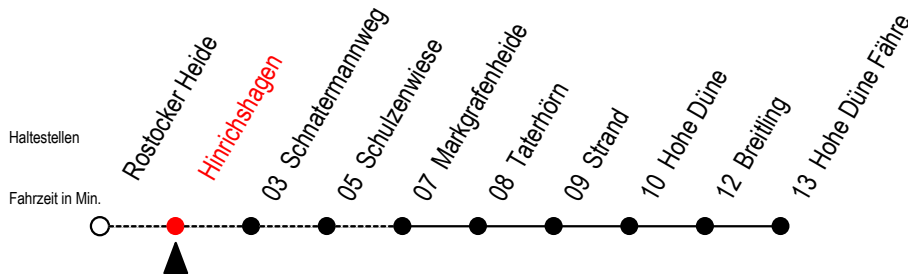 Haltestellen
Fahrzeit in Min.
Rostocker Heide
Hinrichshagen
03 Schnatermannweg
05 Schulzenwiese
07 Markgrafenheide
08 Taterhörn
09 Strand
10 Hohe Düne
12 Breitling
13 Hohe Düne Fähre